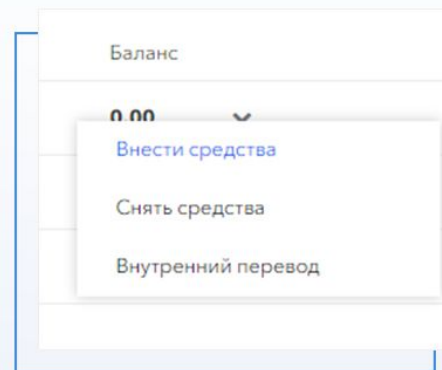 Баланс
0.00
Внести средства
Снять средства
Внутренний перевод